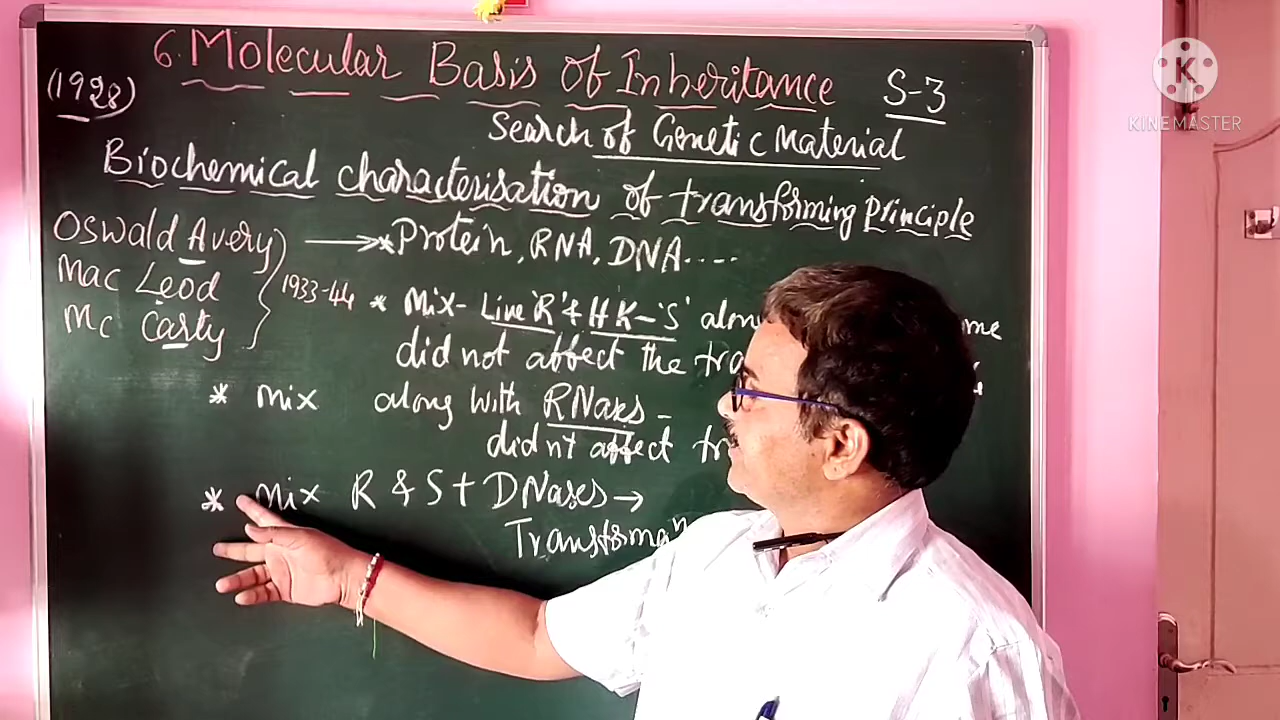 6. Molecular Basis of Inheritance S-3
(1928)
Search of Genetic Material
Biochemical characterisation of transforming Principle
Oswald Avery
Mac Leod
Mc Carty
1933-44
* Protein, RNA, DNA....
* Mix- Live 'R' & HK-'S'
did not affect the
* mix along with RNases-
didn't affect
* mix R & S + DNases →
K
KINEMASTER